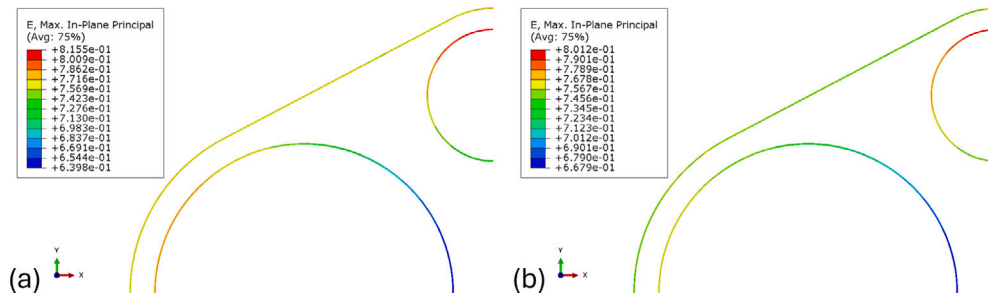 E, Max. In-Plane Principal
(Avg: 75%)
+8.155e-01
+8.009e-01
+7.862e-01
+7.716e-01
+7.569e-01
+7.423e-01
+7.276e-01
+7.130e-01
+6.983e-01
+6.837e-01
+6.691e-01
+6.544e-01
+6.398e-01
Y
X
(a)
E, Max. In-Plane Principal
(Avg: 75%)
+8.012e-01
+7.901e-01
+7.789e-01
+7.678e-01
+7.567e-01
+7.456e-01
+7.345e-01
+7.234e-01
+7.123e-01
+7.012e-01
+6.901e-01
+6.790e-01
+6.679e-01
Y
X
(b)